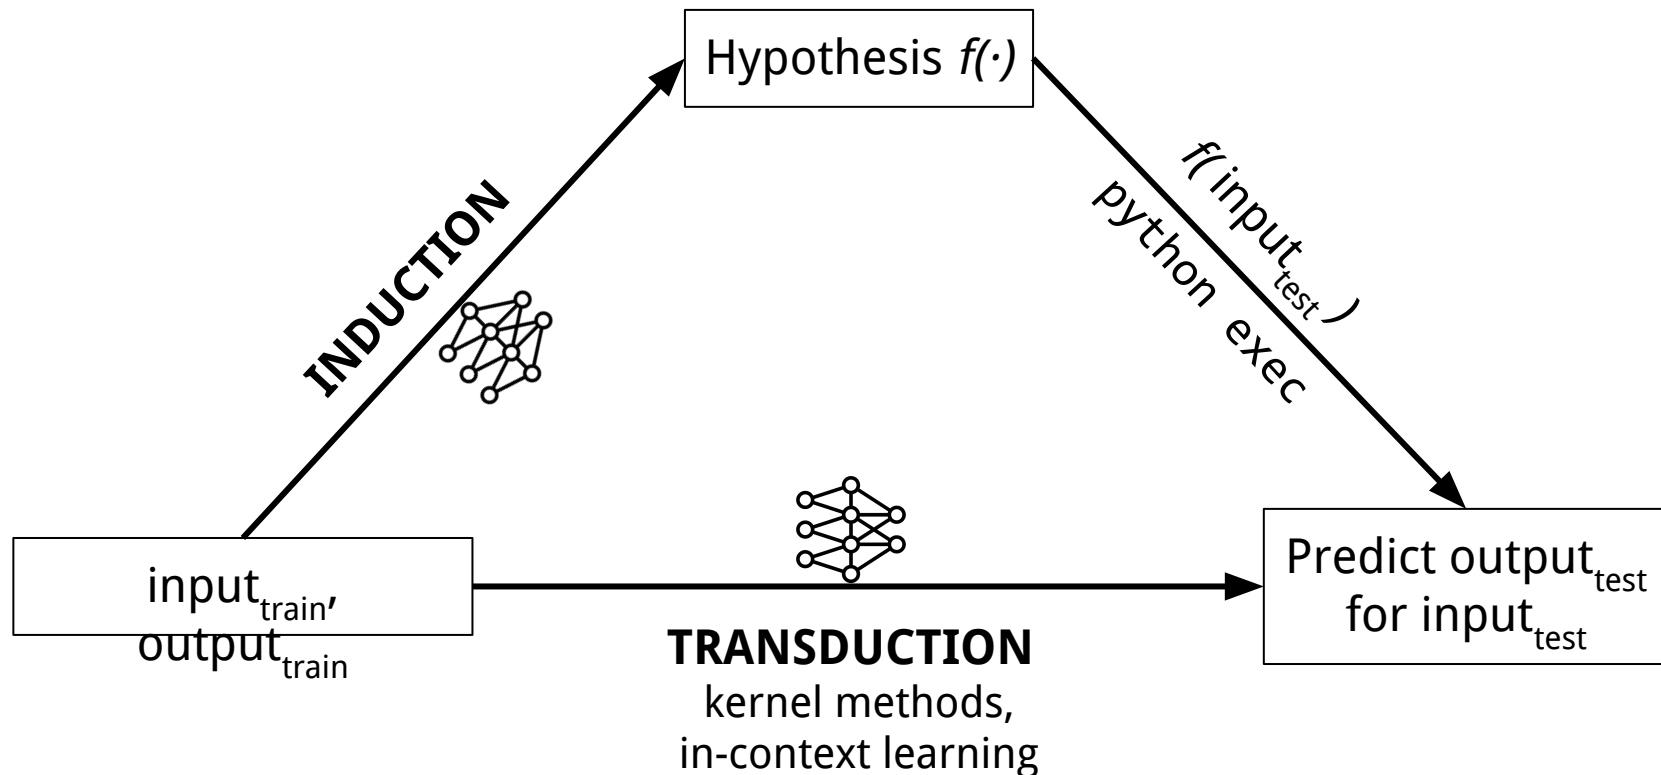 Hypothesis f(·)
INDUCTION
f(input_test)
python exec
input_train,
output_train
TRANSDUCTION
kernel methods,
in-context learning
Predict output_test
for input_test